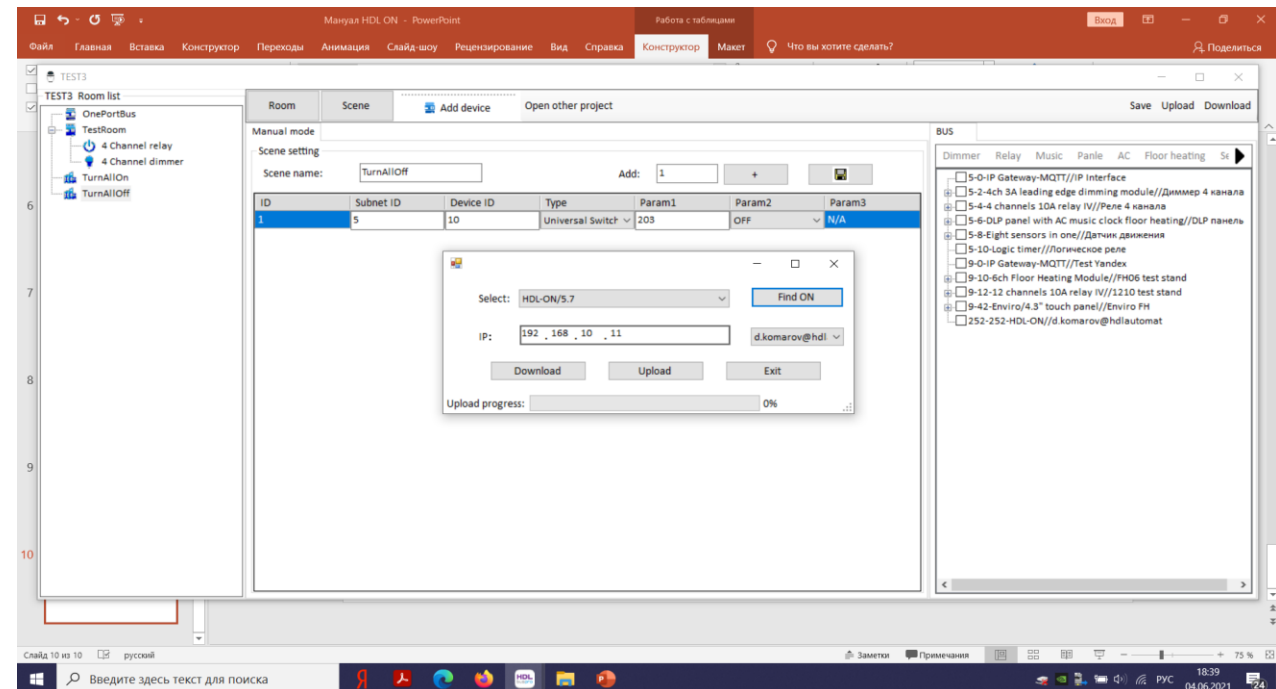 Мануал HDL ON - PowerPoint
Работа с таблицами
Вход
Файл Главная Вставка Конструктор Переходы Анимация Слайд-шоу Рецензирование Вид Справка Конструктор Макет Что вы хотите сделать? Поделиться
TEST3
TEST3 Room list
OnePortBus
TestRoom
4 Channel relay
4 Channel dimmer
TurnAllOn
TurnAllOff
Room Scene Add device Open other project Save Upload Download
Manual mode
Scene setting
Scene name: TurnAllOff Add: 1 +
ID Subnet ID Device ID Type Param1 Param2 Param3
1 5 10 Universal Switch 203 OFF N/A
Select: HDL-ON/5.7 Find ON
IP: 192 . 168 . 10 . 11 d.komarov@hdl
Download Upload Exit
Upload progress: 0%
BUS
Dimmer Relay Music Panle AC Floor heating Se
5-0-IP Gateway-MQTT//IP Interface
5-2-4ch 3A leading edge dimming module//Диммер 4 канала
5-4-4 channels 10A relay IV//Реле 4 канала
5-6-DLP panel with AC music clock floor heating//DLP панель
5-8-Eight sensors in one//Датчик движения
5-10-Logic timer//Логическое реле
9-0-IP Gateway-MQTT//Test Yandex
9-10-6ch Floor Heating Module//FH06 test stand
9-12-12 channels 10A relay IV//1210 test stand
9-42-Enviro/4.3" touch panel//Enviro FH
252-252-HDL-ON//d.komarov@hdlautomat
6
7
8
9
10
Слайд 10 из 10 русский Заметки Примечания 75 %
Введите здесь текст для поиска
Я
HDL
РУС
18:39
04.06.2021
24